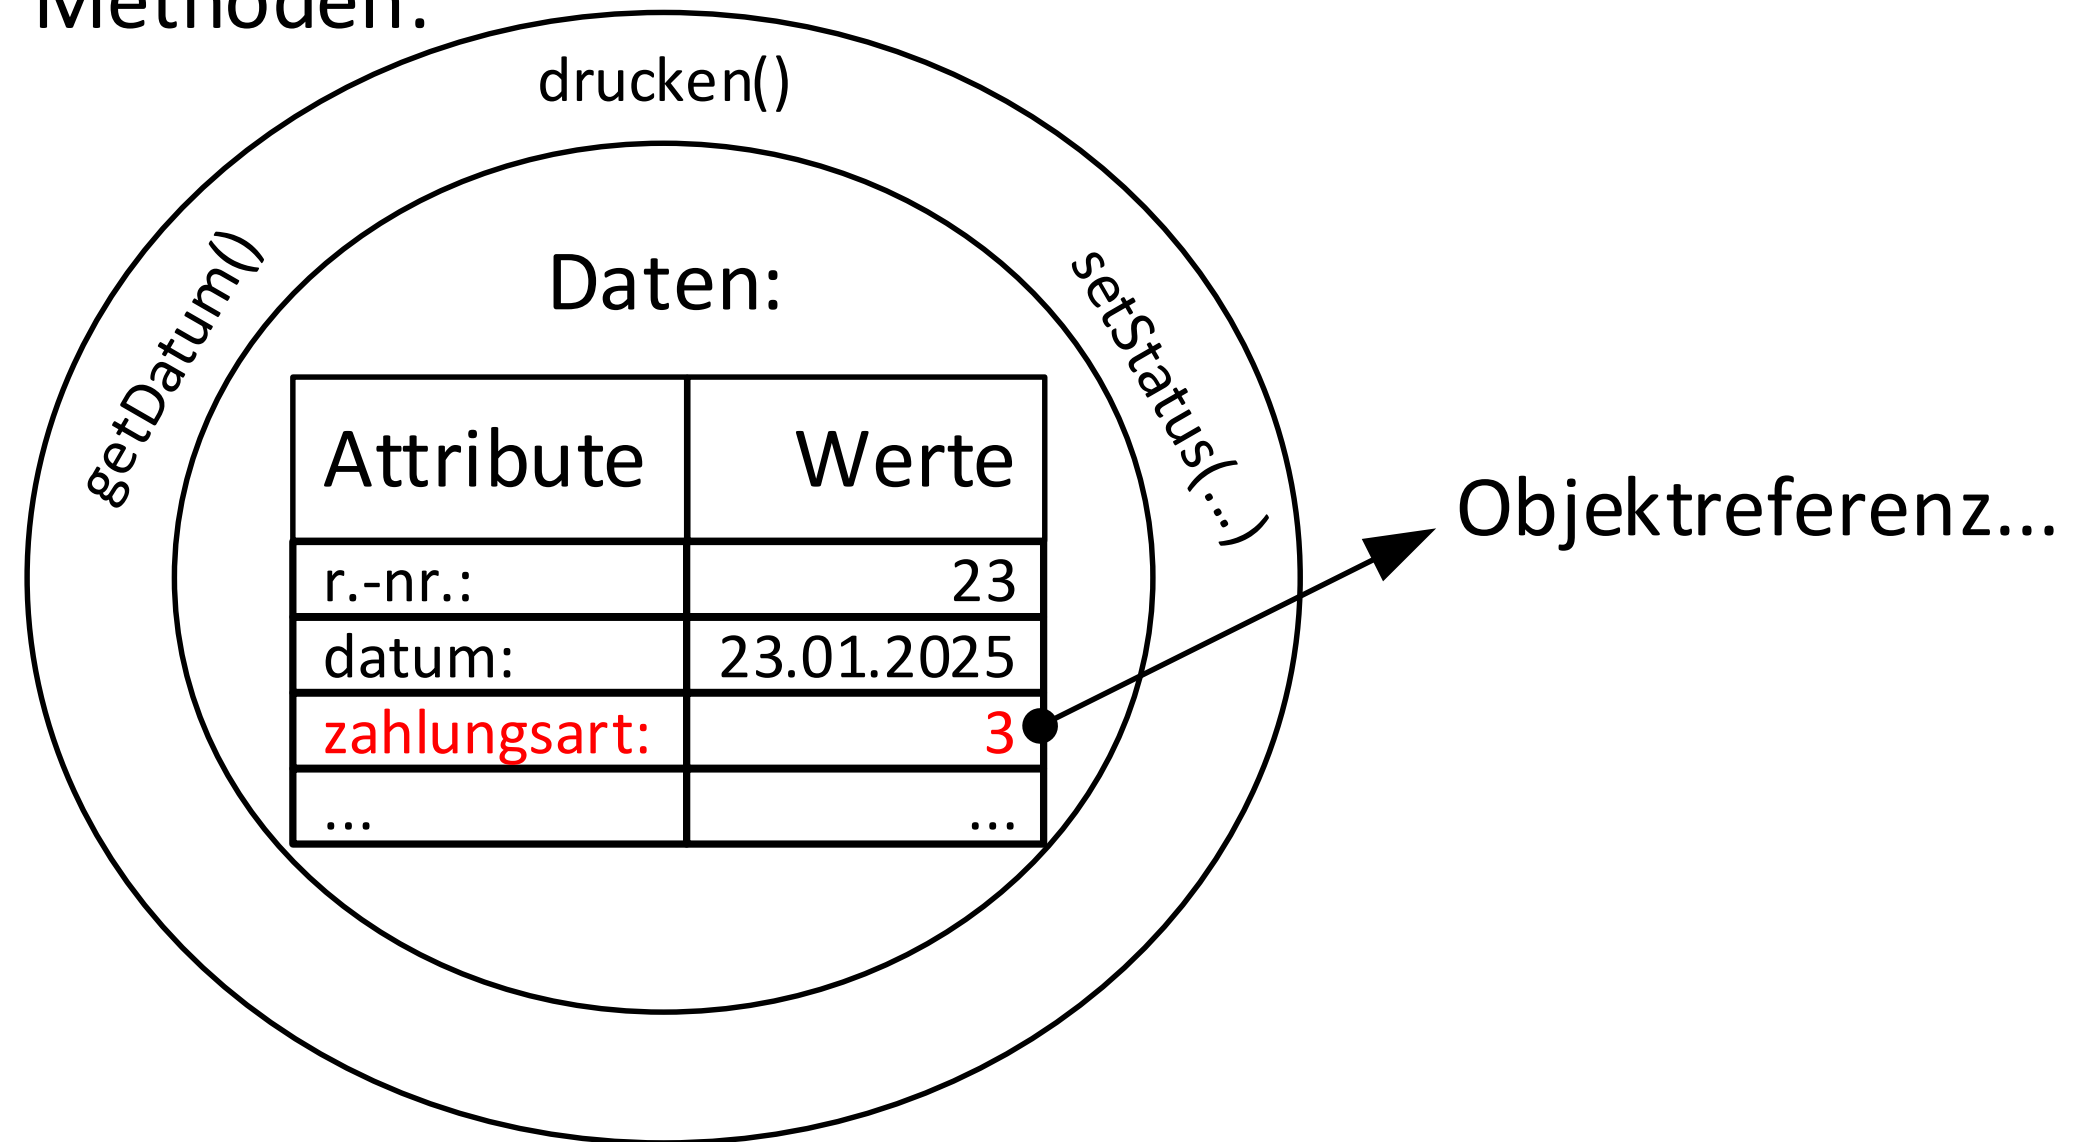 Methoden:
drucken()
getDatum()
setStatus(...)
Daten:
Attribute Werte
r.-nr.: 23
datum: 23.01.2025
zahlungsart: 3
... ...
Objektreferenz...